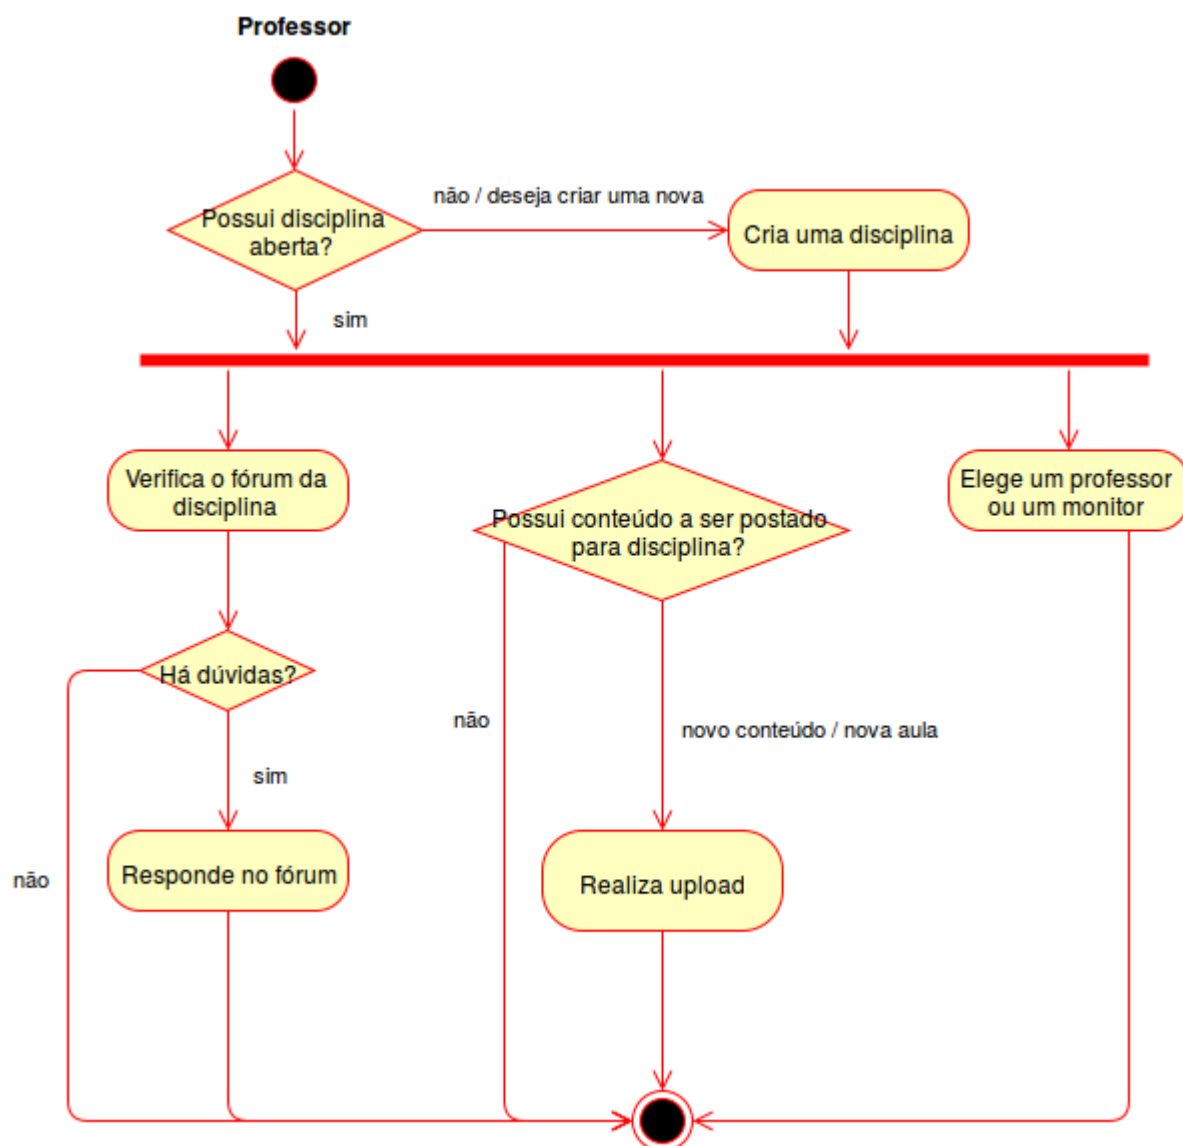 Professor
não / deseja criar uma nova
Possui disciplina
aberta?
Cria uma disciplina
sim
Verifica o fórum da
disciplina
Possui conteúdo a ser postado
para disciplina?
Elege um professor
ou um monitor
Há dúvidas?
não
novo conteúdo / nova aula
sim
não
Responde no fórum
Realiza upload